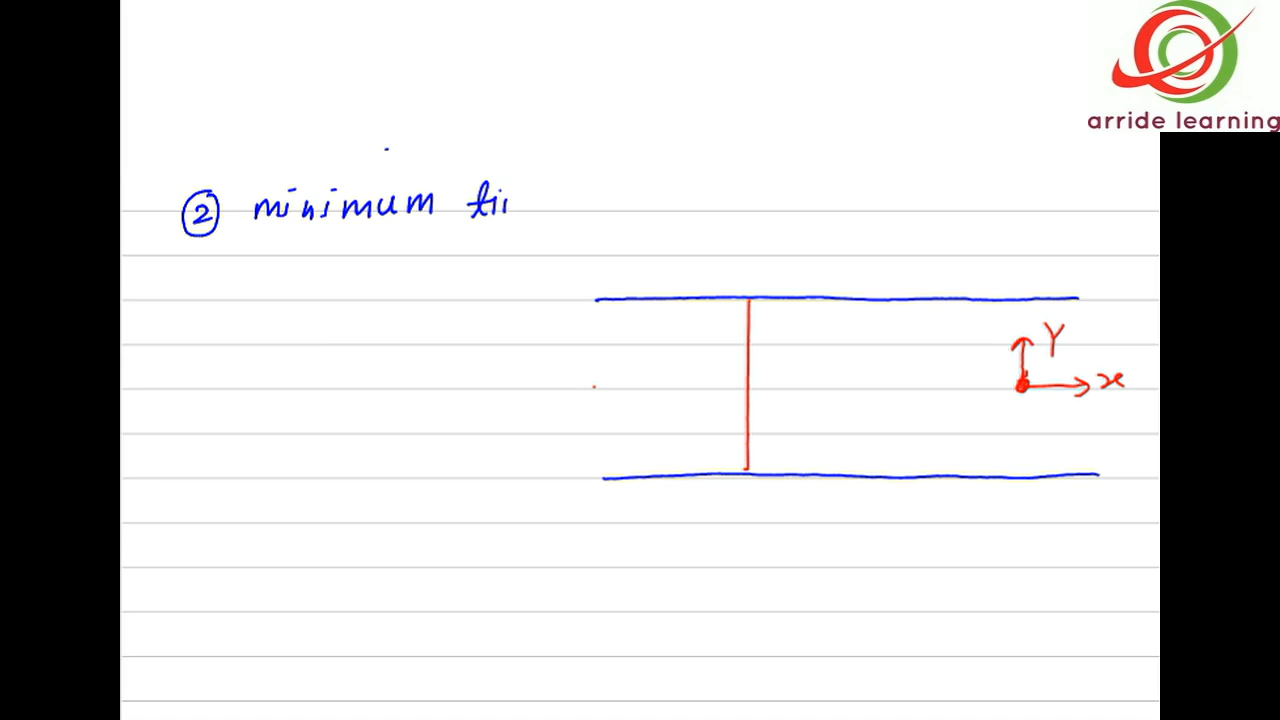 arride learning
② minimum
Y
x